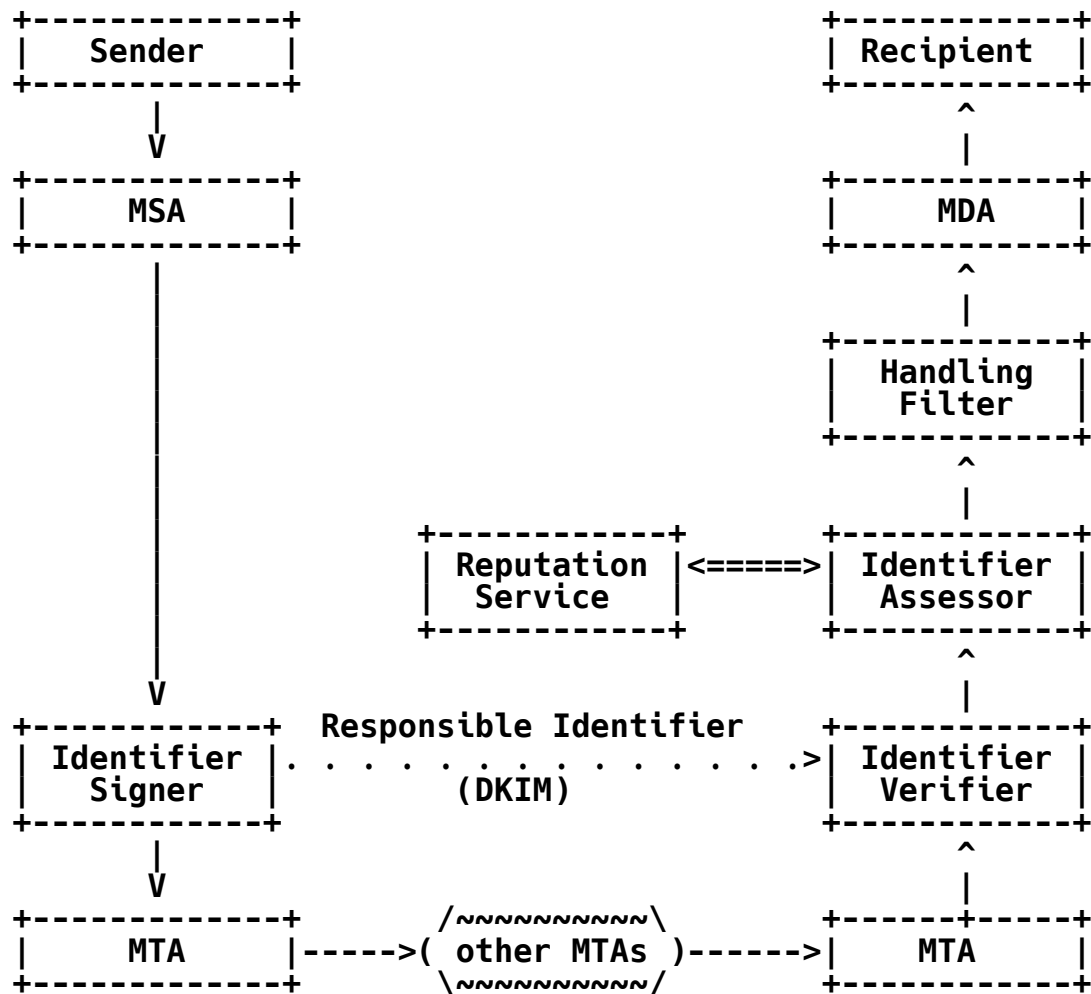 Sender Recipient
MSA MDA
Handling
Filter
Reputation Identifier
Service Assessor
Responsible Identifier
Identifier Identifier
Signer (DKIM) Verifier
MTA other MTAs MTA